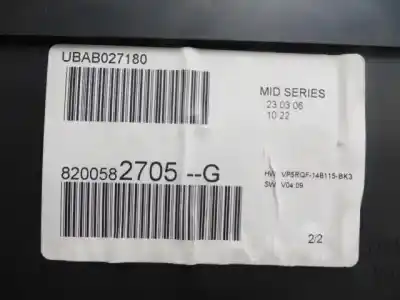 UBAB027180
MID SERIES
23 03 06
10 22
8200582705 --G
HW VP5RQF-14B115-BK3
SW V04.09
2/2